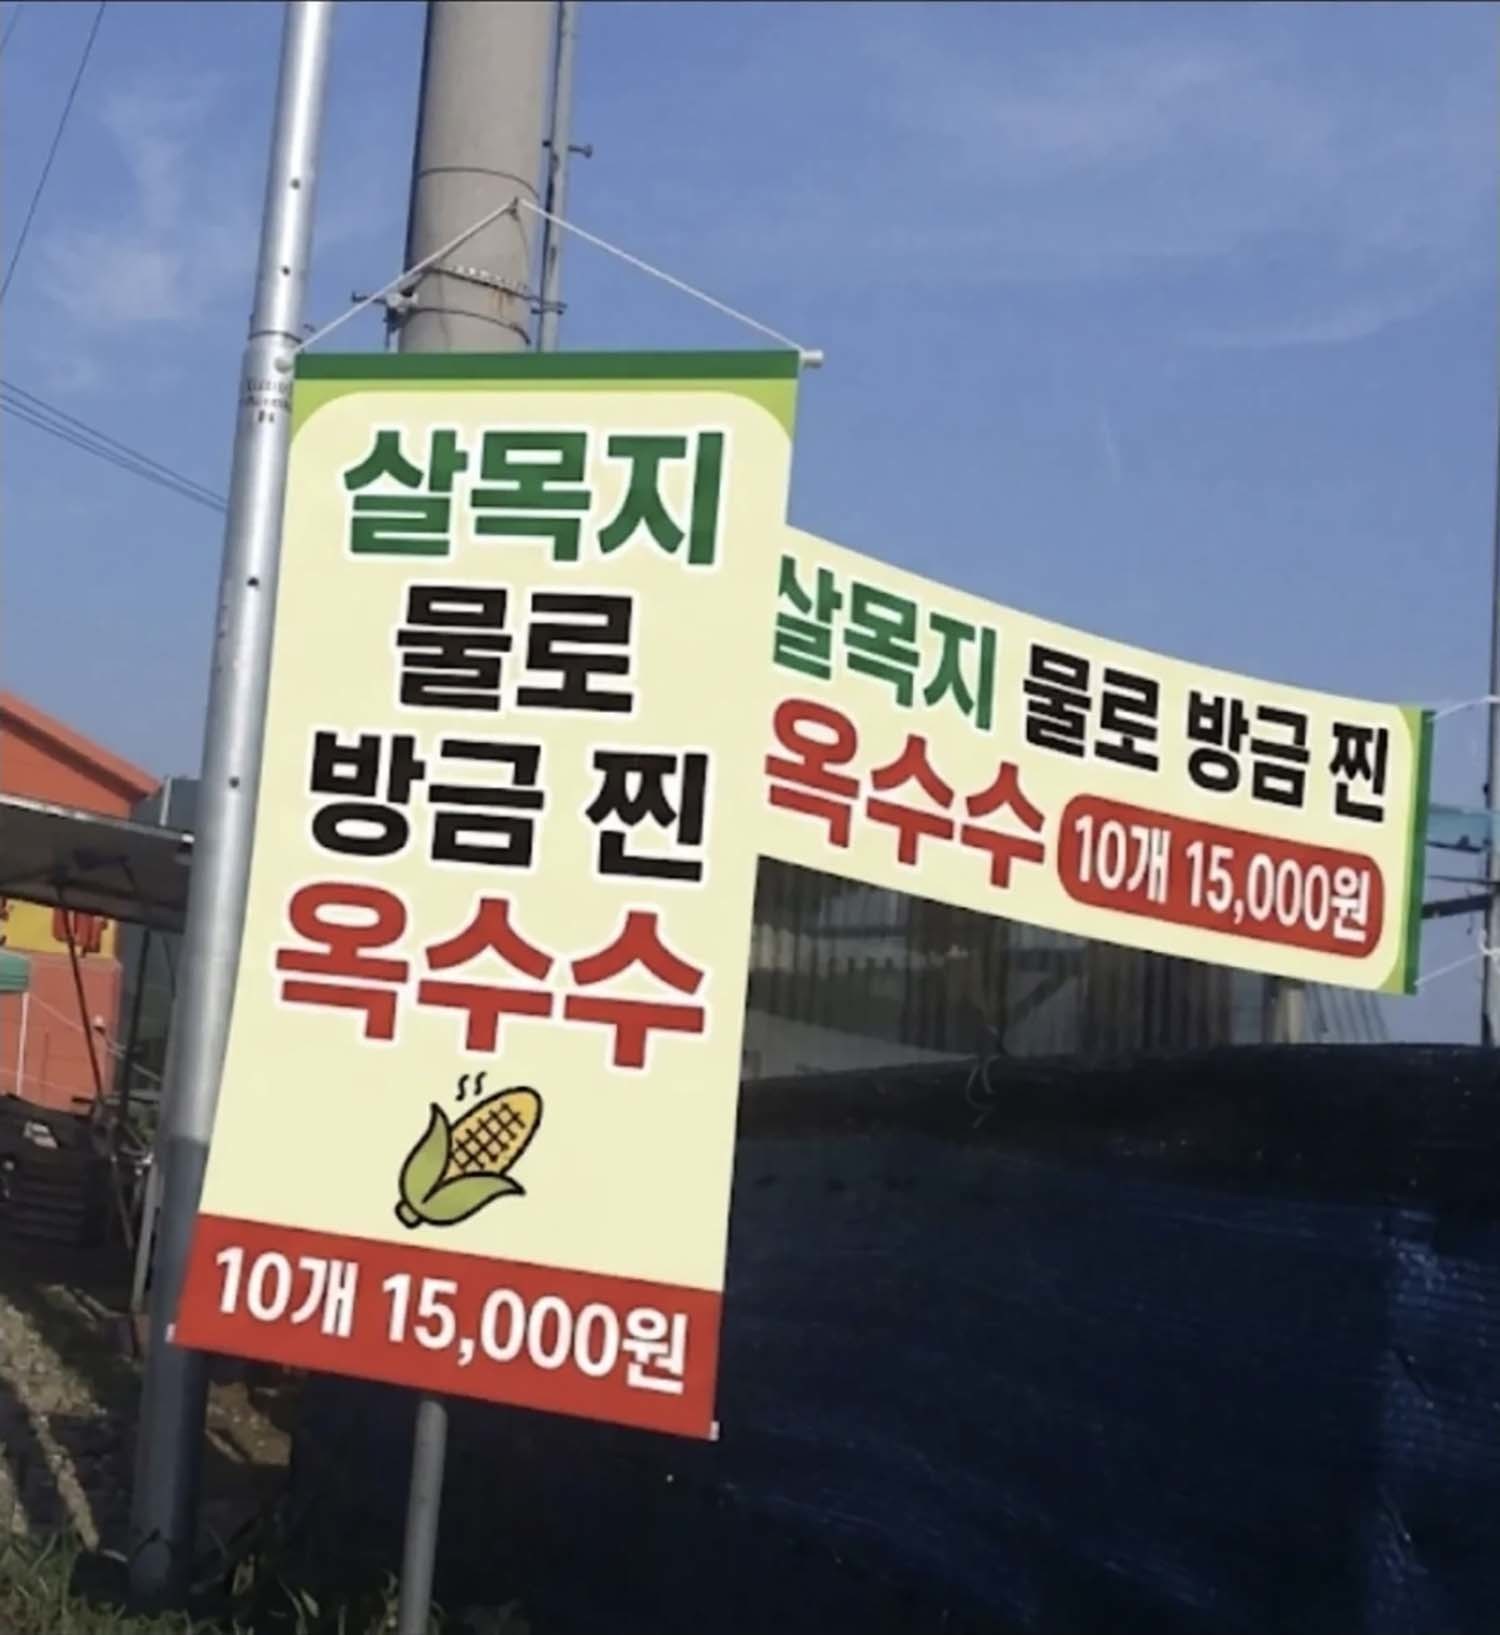 살목지
물로
방금 찐
옥수수
10개 15,000원
살목지 물로 방금 찐
옥수수 10개 15,000원